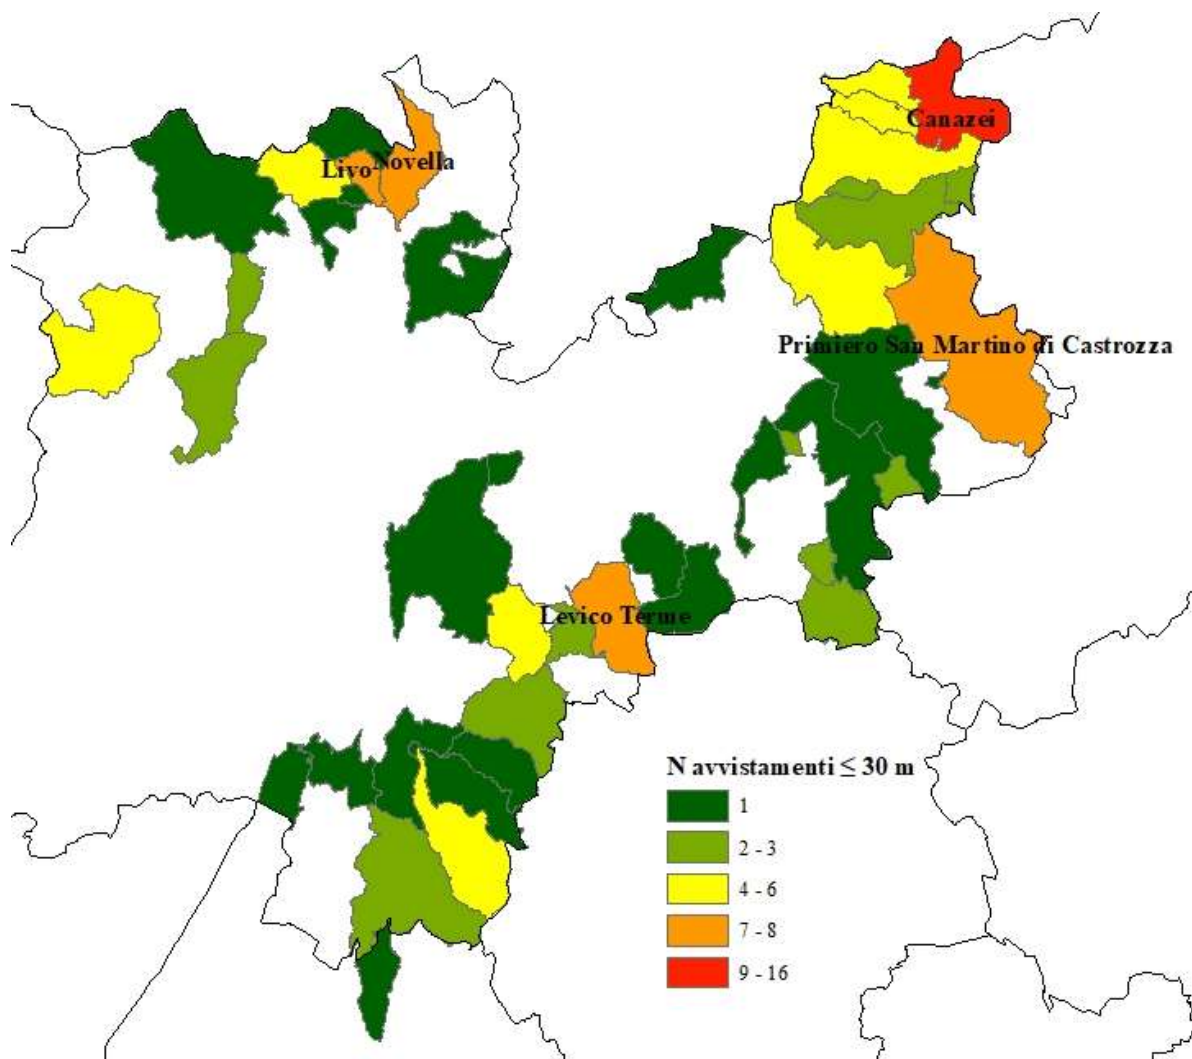 Canazei
Livo
Novella
Primiero San Martino di Castrozza
Levico Terme
N avvistamenti ≤ 30 m
1
2 - 3
4 - 6
7 - 8
9 - 16